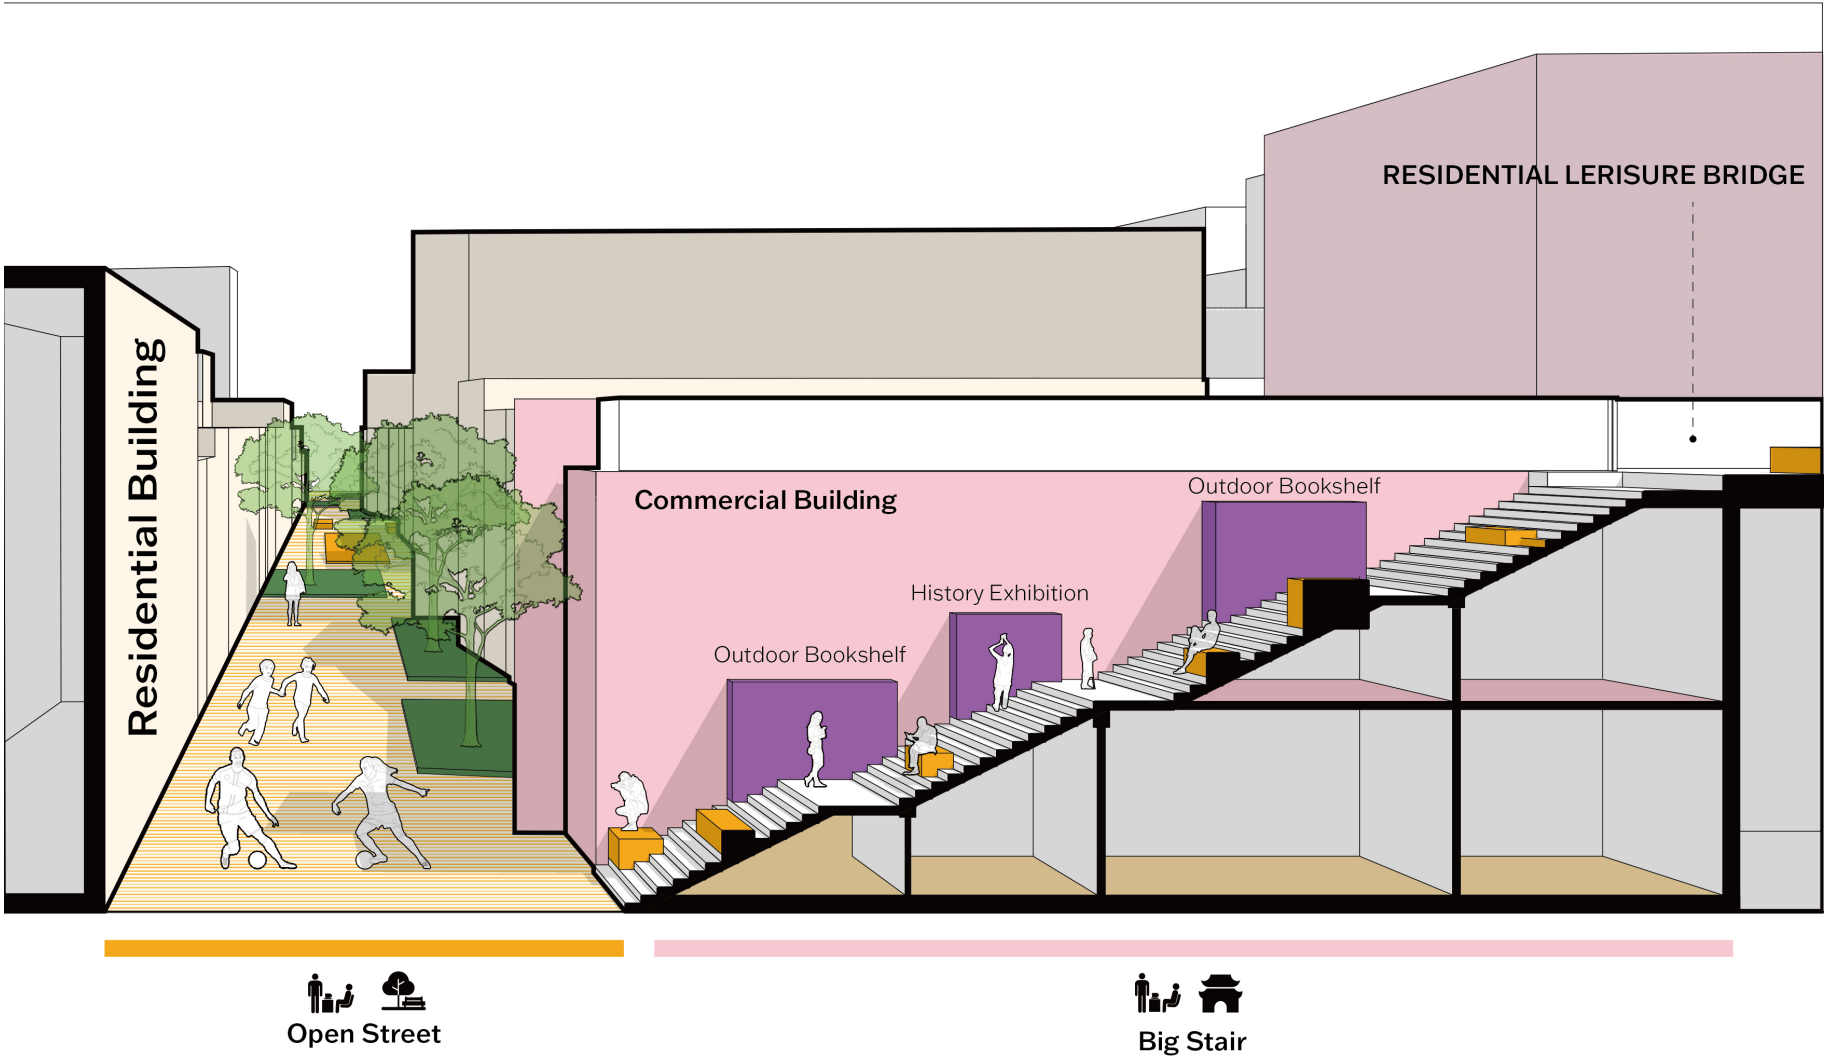 RESIDENTIAL LERISURE BRIDGE
Residential Building
Commercial Building
Outdoor Bookshelf
History Exhibition
Outdoor Bookshelf
Open Street
Big Stair